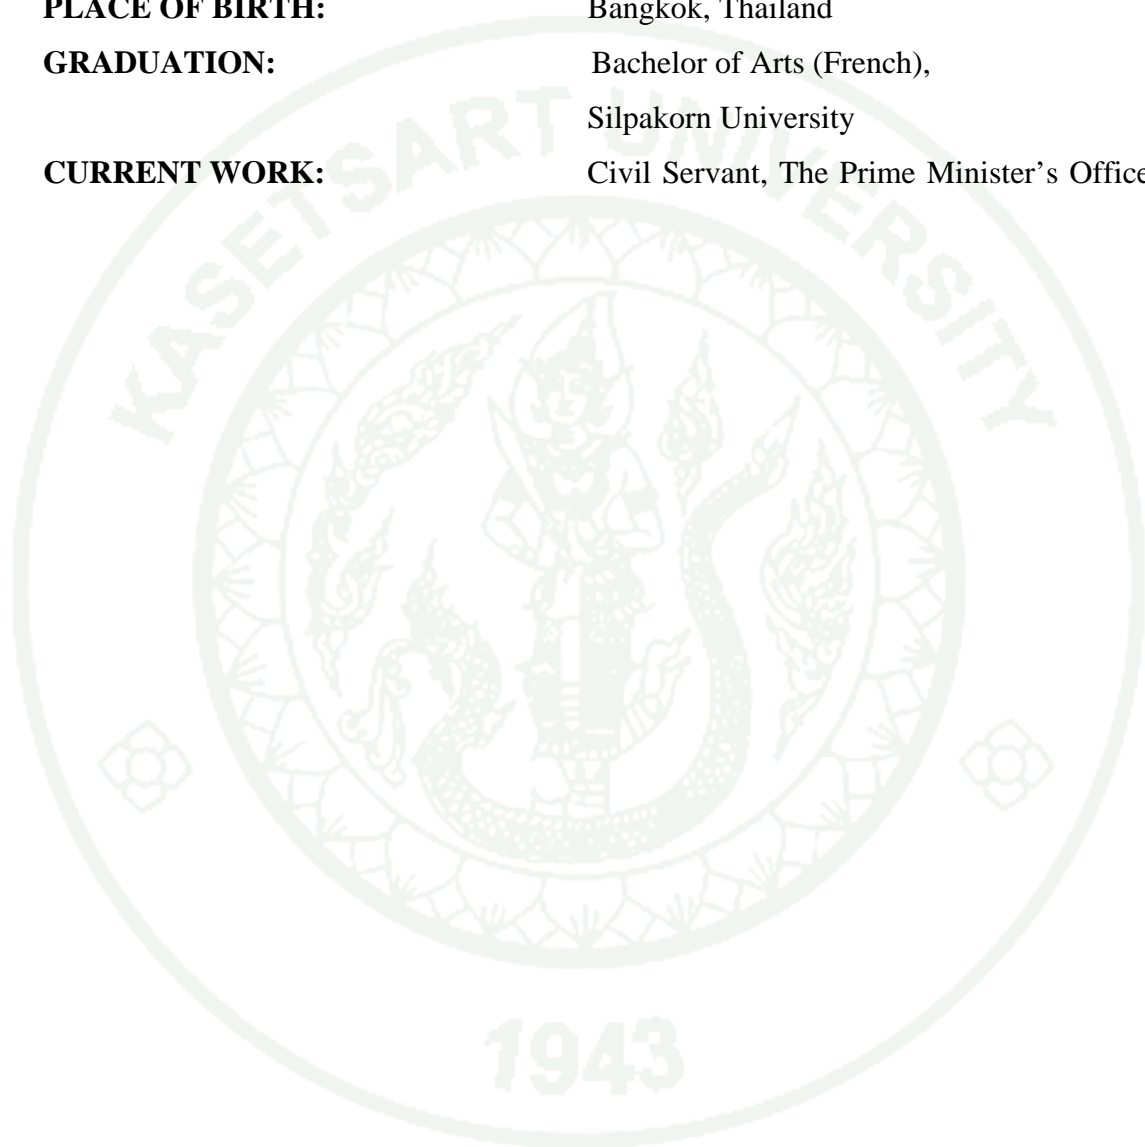 PLACE OF BIRTH: Bangkok, Thailand
GRADUATION: Bachelor of Arts (French),
Silpakorn University
CURRENT WORK: Civil Servant, The Prime Minister’s Office
KASETSART UNIVERSITY
1943